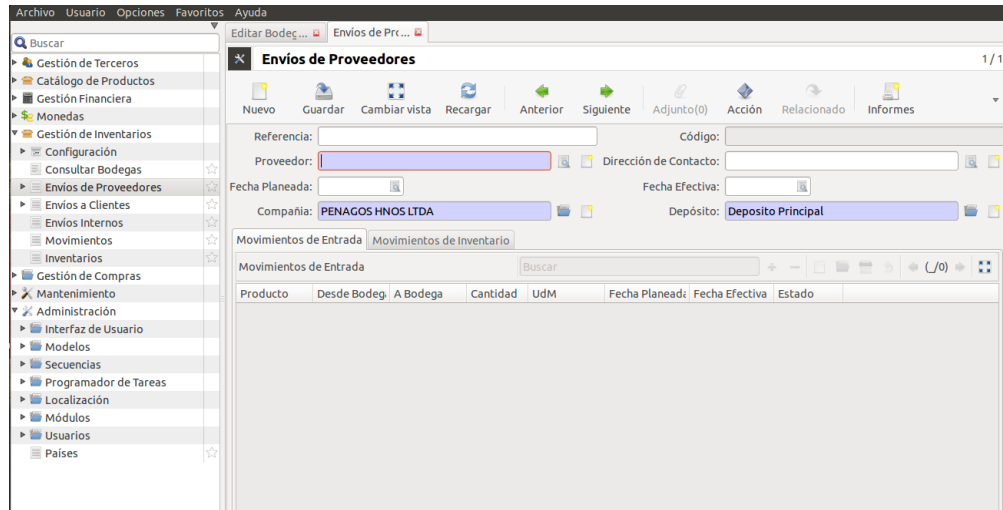 Archivo Usuario Opciones Favoritos Ayuda
Buscar
Gestión de Terceros
Catálogo de Productos
Gestión Financiera
Monedas
Gestión de Inventarios
Configuración
Consultar Bodegas
Envíos de Proveedores
Envíos a Clientes
Envíos Internos
Movimientos
Inventarios
Gestión de Compras
Mantenimiento
Administración
Interfaz de Usuario
Modelos
Secuencias
Programador de Tareas
Localización
Módulos
Usuarios
Países
Editar Bodeg... Envíos de Prc...
Envíos de Proveedores 1/1
Nuevo Guardar Cambiar vista Recargar Anterior Siguiente Adjunto(0) Acción Relacionado Informes
Referencia: Código:
Proveedor: Dirección de Contacto:
Fecha Planeada: Fecha Efectiva:
Compañia: PENAGOS HNOS LTDA Depósito: Deposito Principal
Movimientos de Entrada Movimientos de Inventario
Movimientos de Entrada Buscar (_/0)
Producto Desde Bodega A Bodega Cantidad UdM Fecha Planeada Fecha Efectiva Estado